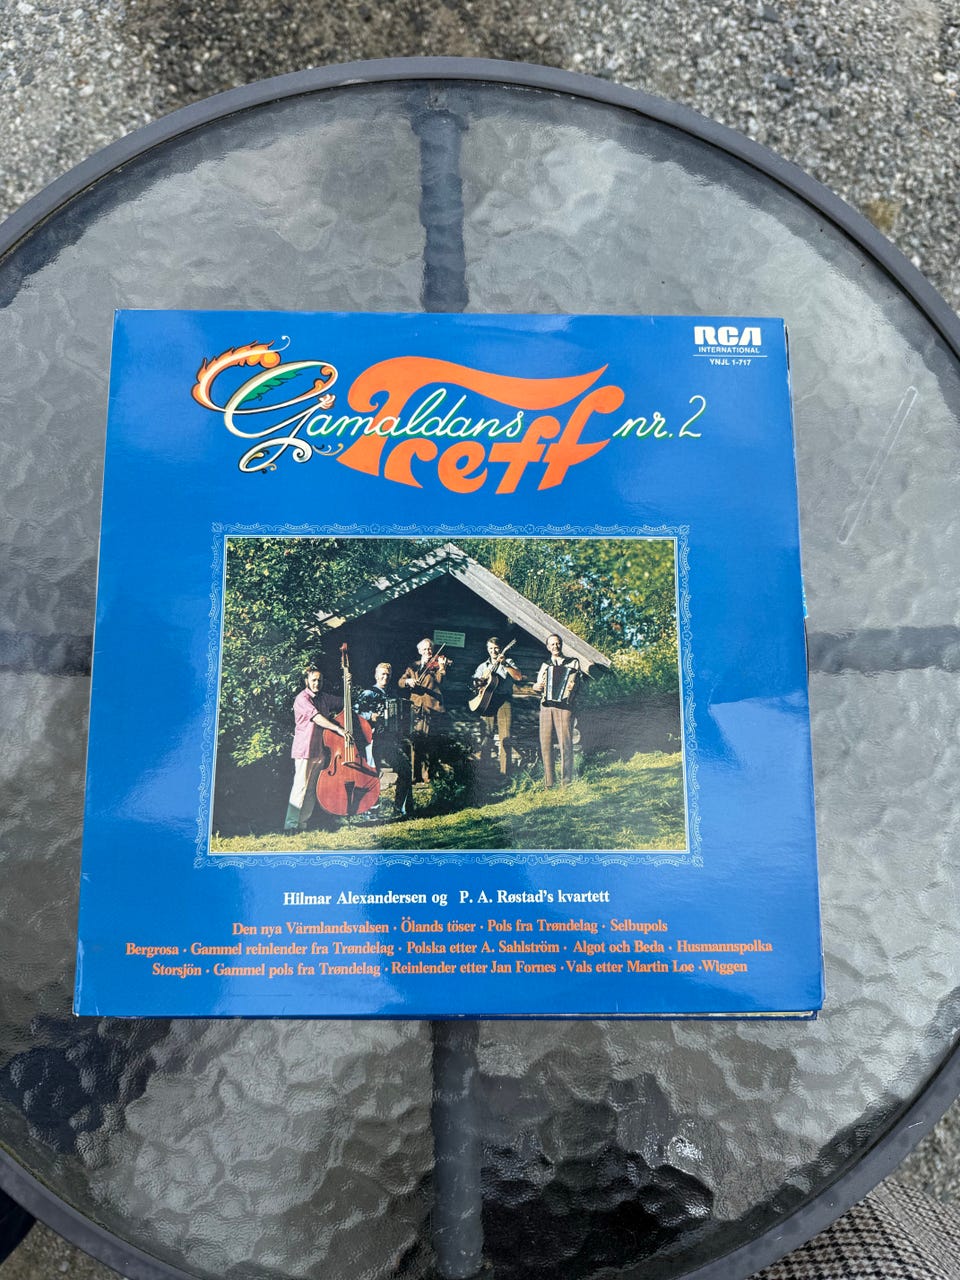 RCA
INTERNATIONAL
YNJL 1-717
Gamaldans nr. 2
Treff
Hilmar Alexandersen og P. A. Røstad's kvartett
Den nya Värmlandsvalsen · Ölands töser · Pols fra Trøndelag · Selbupols
Bergrosa · Gammel reinlender fra Trøndelag · Polska etter A. Sahlström · Algot och Beda · Husmannspolka
Storsjön · Gammel pols fra Trøndelag · Reinlender etter Jan Fornes · Vals etter Martin Loe · Wiggen